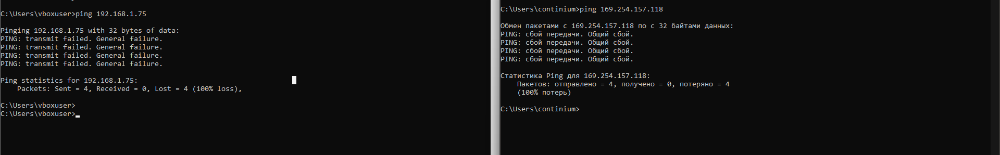 C:\Users\vboxuser>ping 192.168.1.75
Pinging 192.168.1.75 with 32 bytes of data:
PING: transmit failed. General failure.
PING: transmit failed. General failure.
PING: transmit failed. General failure.
PING: transmit failed. General failure.
Ping statistics for 192.168.1.75:
    Packets: Sent = 4, Received = 0, Lost = 4 (100% loss),
C:\Users\vboxuser>
C:\Users\vboxuser>
C:\Users\continium>ping 169.254.157.118
Обмен пакетами с 169.254.157.118 по с 32 байтами данных:
PING: сбой передачи. Общий сбой.
PING: сбой передачи. Общий сбой.
PING: сбой передачи. Общий сбой.
PING: сбой передачи. Общий сбой.
Статистика Ping для 169.254.157.118:
    Пакетов: отправлено = 4, получено = 0, потеряно = 4
    (100% потерь)
C:\Users\continium>